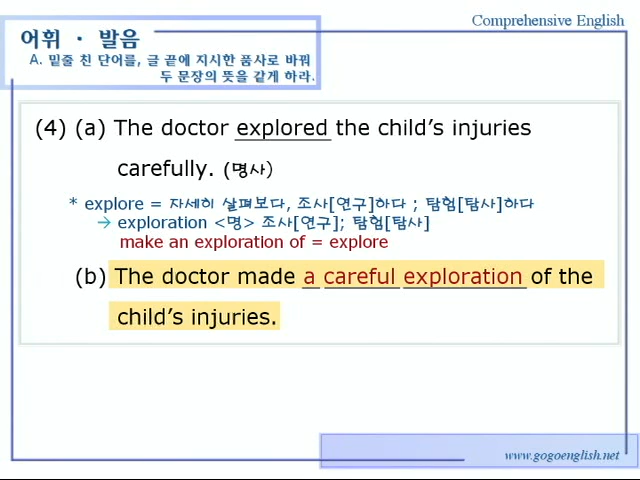 Comprehensive English
어휘 · 발음
A. 밑줄 친 단어를, 글 끝에 지시한 품사로 바꿔
두 문장의 뜻을 같게 하라.
(4) (a) The doctor explored the child's injuries
carefully. (명사)
* explore = 자세히 살펴보다, 조사[연구]하다 ; 탐험[탐사]하다
→ exploration <명> 조사[연구]; 탐험[탐사]
make an exploration of = explore
(b) The doctor made a careful exploration of the
child's injuries.
www.gogoenglish.net